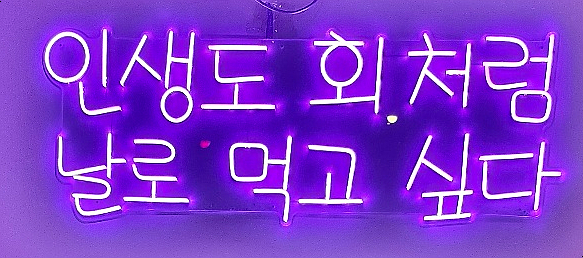 인생도 회처럼
날로 먹고 싶다